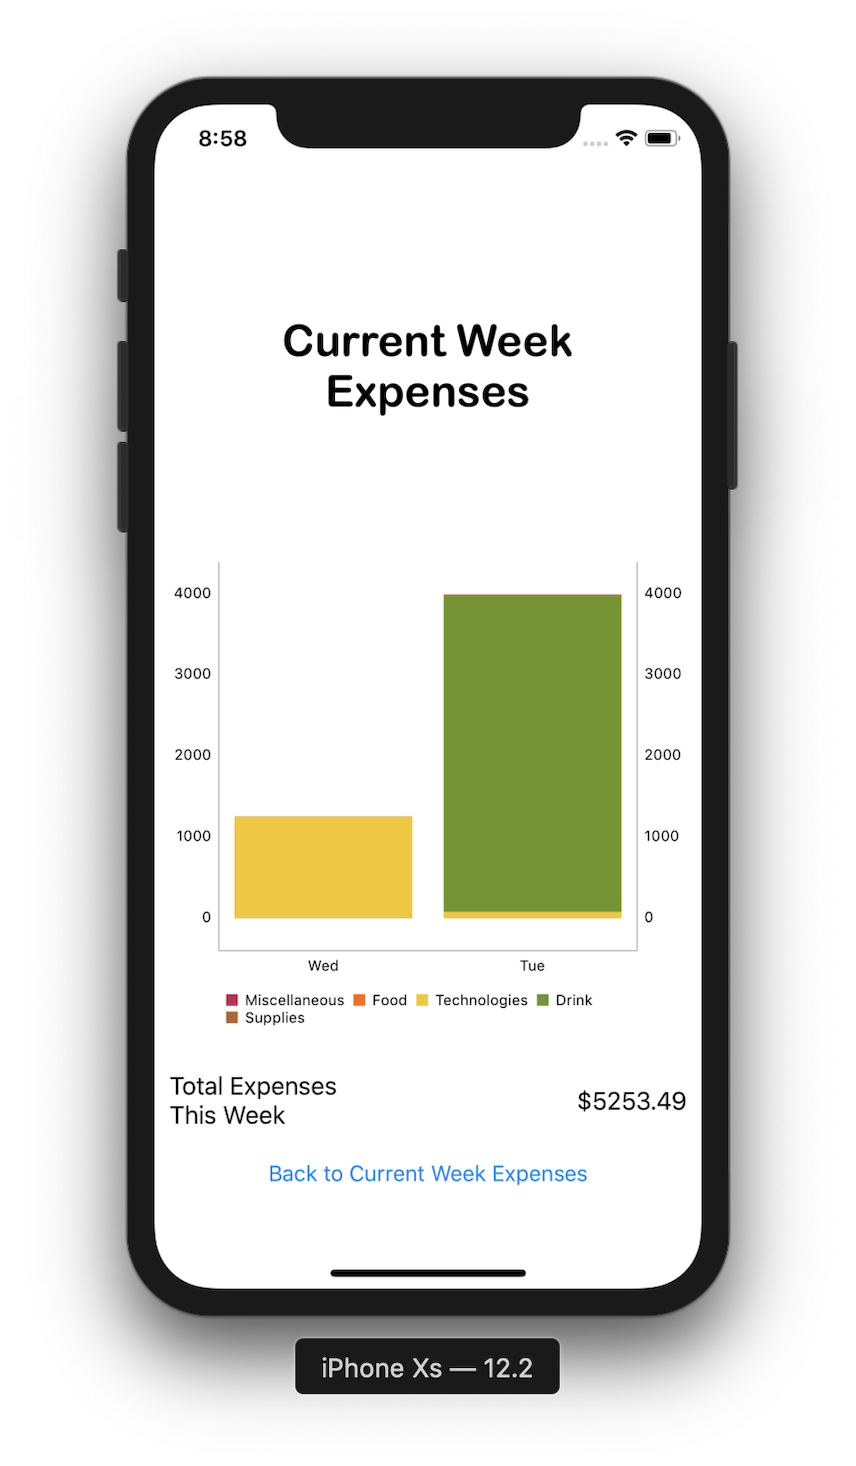 8:58
Current Week
Expenses
4000
4000
3000
3000
2000
2000
1000
1000
0
0
Wed
Tue
Miscellaneous
Food
Technologies
Drink
Supplies
Total Expenses
This Week
$5253.49
Back to Current Week Expenses
iPhone Xs — 12.2